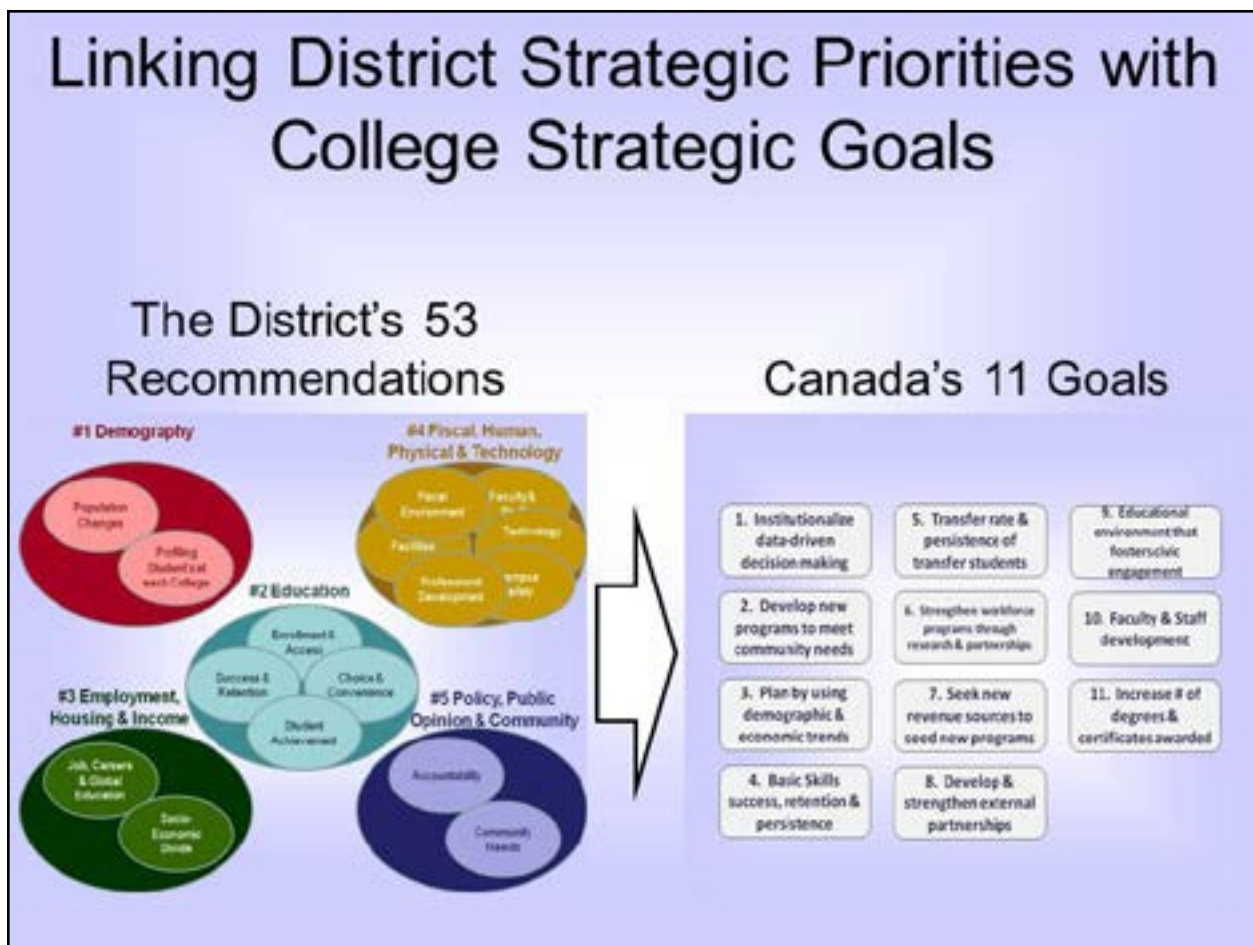 Linking District Strategic Priorities with
College Strategic Goals
The District's 53
Recommendations
#1 Demography
Population
Changes
Profiling
Student's at
each College
#4 Fiscal, Human,
Physical & Technology
Fiscal
Environment
Faculty &
Technology
Facilities
Professional
Development
#2 Education
Enrollment &
Access
Success &
Retention
Choice &
Convenience
Student
Achievement
#3 Employment,
Housing & Income
Job, Careers
& Global
Education
Socio-
Economic
Divide
#5 Policy, Public
Opinion & Community
Accountability
Community
Needs
Canada's 11 Goals
1. Institutionalize
data-driven
decision making
2. Develop new
programs to meet
community needs
3. Plan by using
demographic &
economic trends
4. Basic Skills
success, retention &
persistence
5. Transfer rate &
persistence of
transfer students
6. Strengthen workforce
programs through
research & partnerships
7. Seek new
revenue sources to
seed new programs
8. Develop &
strengthen external
partnerships
9. Educational
environment that
fosters civic
engagement
10. Faculty & Staff
development
11. Increase # of
degrees &
certificates awarded